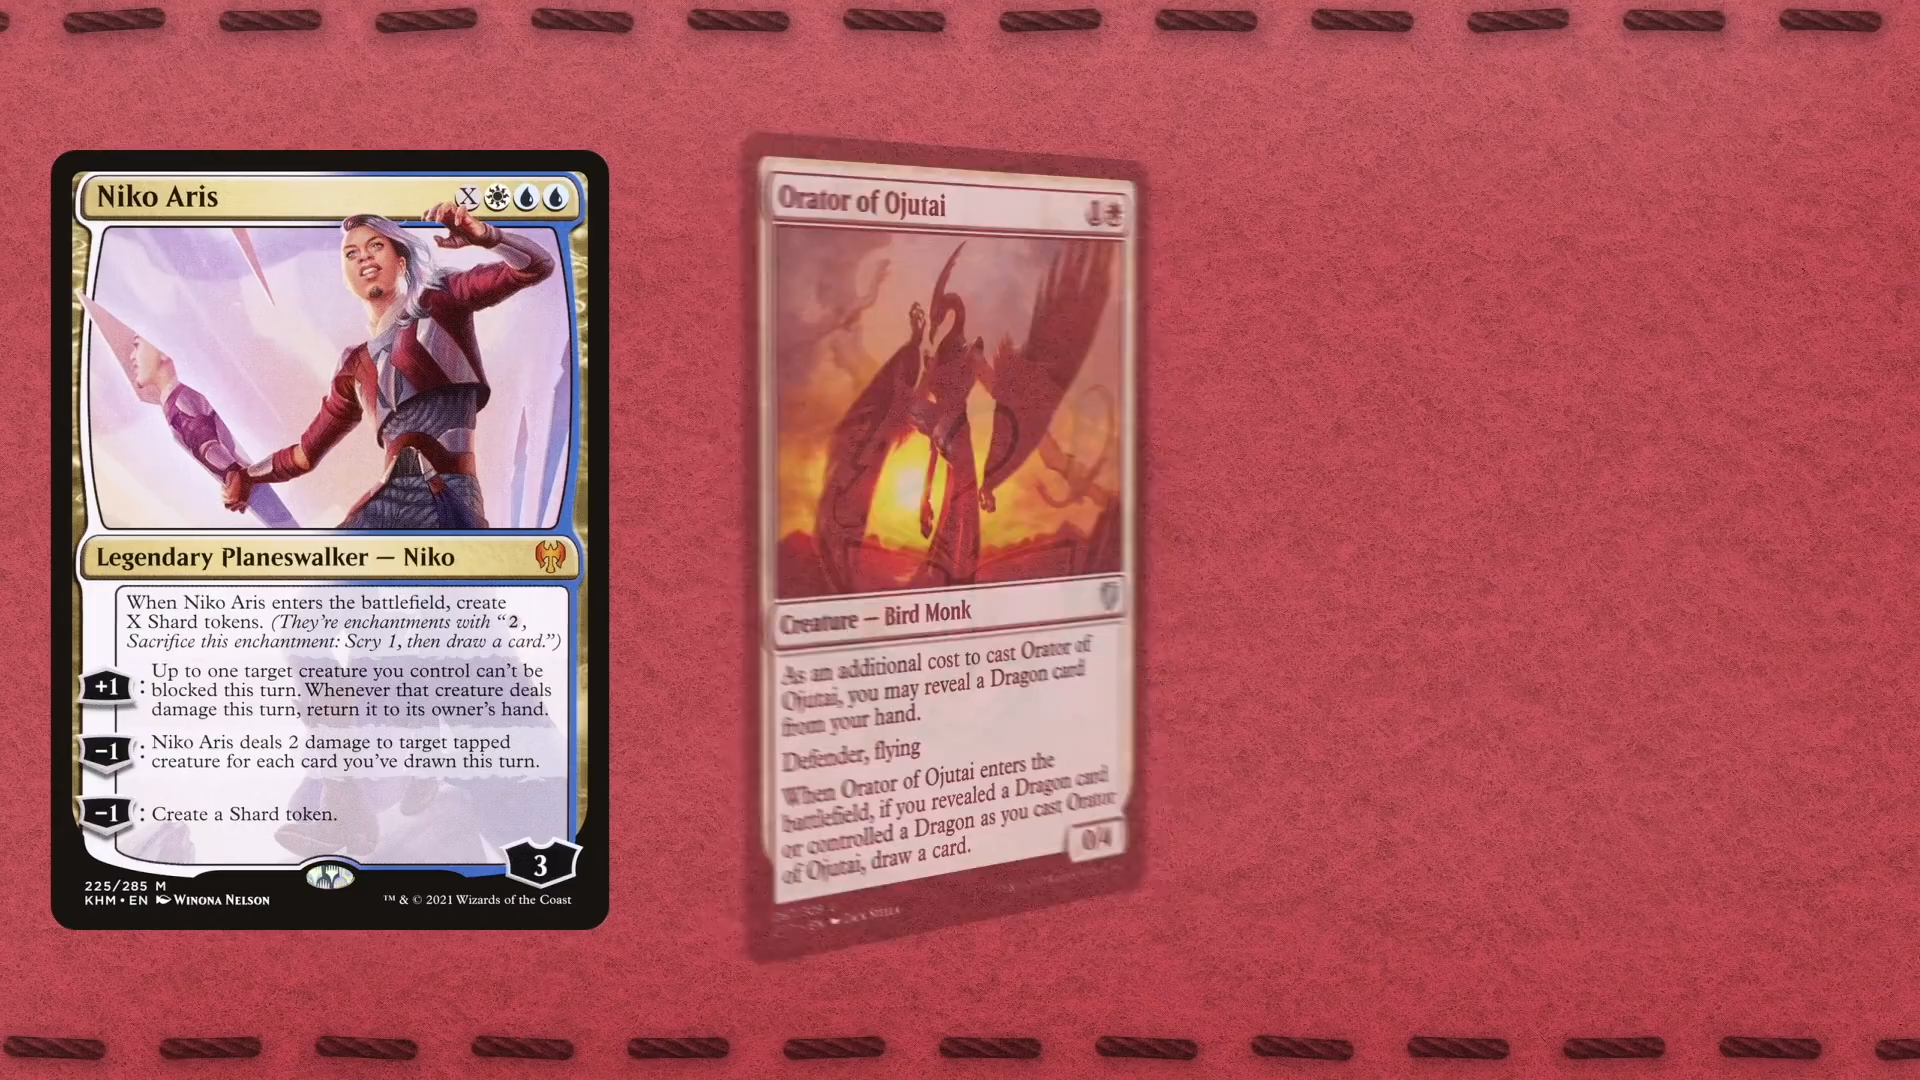 Niko Aris X
Legendary Planeswalker — Niko
When Niko Aris enters the battlefield, create
X Shard tokens. (They're enchantments with “2,
Sacrifice this enchantment: Scry 1, then draw a card.”)
+1: Up to one target creature you control can't be
blocked this turn. Whenever that creature deals
damage this turn, return it to its owner's hand.
−1: Niko Aris deals 2 damage to target tapped
creature for each card you've drawn this turn.
−1: Create a Shard token.
3
225/285 M
KHM • EN Winona Nelson
™ & © 2021 Wizards of the Coast
Orator of Ojutai 1
Creature — Bird Monk
As an additional cost to cast Orator of
Ojutai, you may reveal a Dragon card
from your hand.
Defender, flying
When Orator of Ojutai enters the
battlefield, if you revealed a Dragon card
or controlled a Dragon as you cast Orator
of Ojutai, draw a card.
0/4
Zack Stella